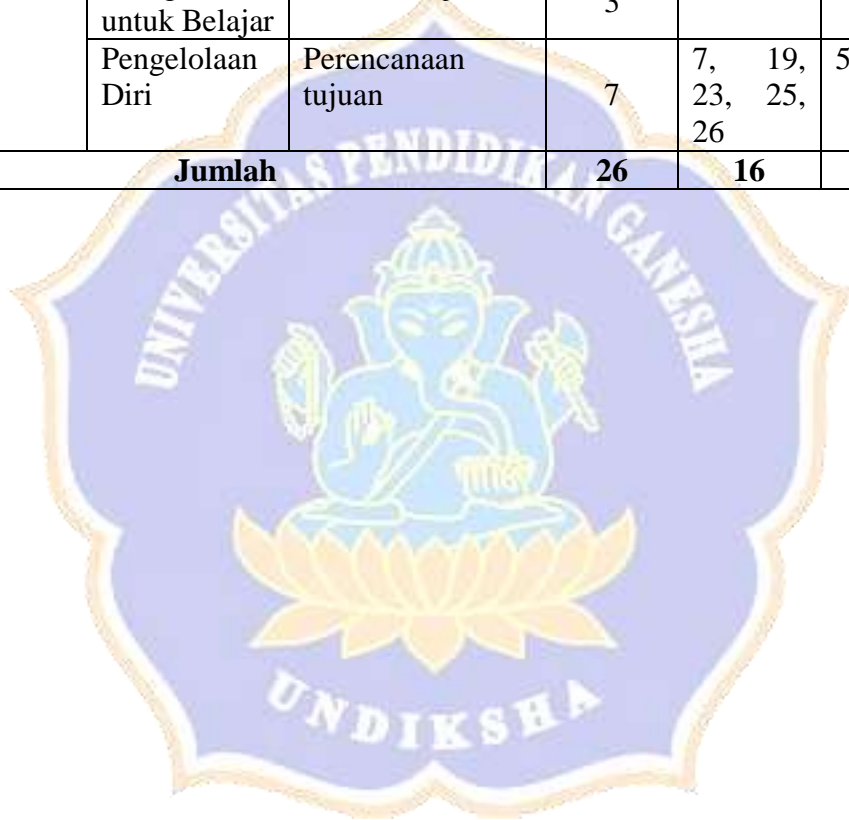 3
untuk Belajar
Pengelolaan Perencanaan 7, 19, 5
Diri tujuan 7 23, 25,
26
Jumlah 26 16
UNIVERSITAS PENDIDIKAN GANESHA
UNDIKSHA